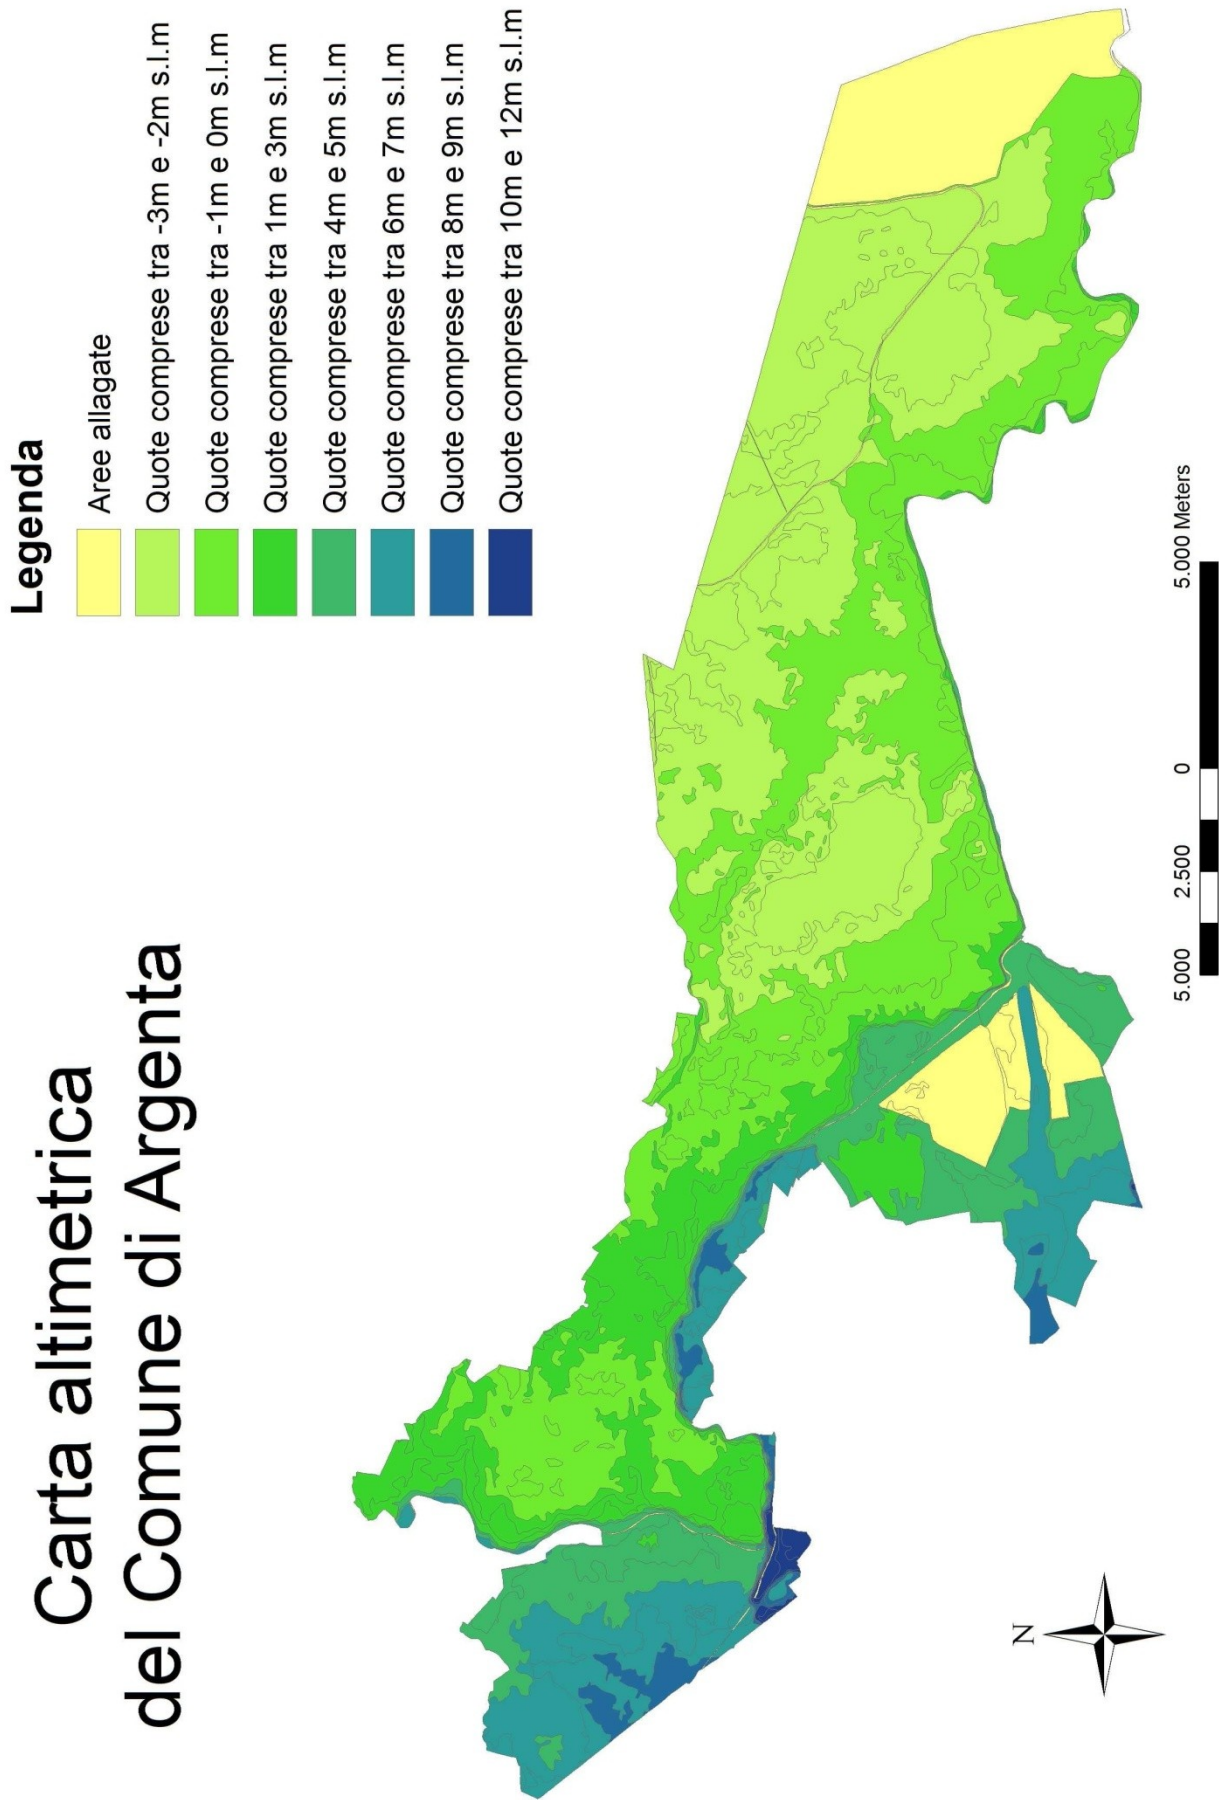 Carta altimetrica
del Comune di Argenta
Legenda
Aree allagate
Quote comprese tra -3m e -2m s.l.m
Quote comprese tra -1m e 0m s.l.m
Quote comprese tra 1m e 3m s.l.m
Quote comprese tra 4m e 5m s.l.m
Quote comprese tra 6m e 7m s.l.m
Quote comprese tra 8m e 9m s.l.m
Quote comprese tra 10m e 12m s.l.m
N
5.000 2.500 0 5.000 Meters